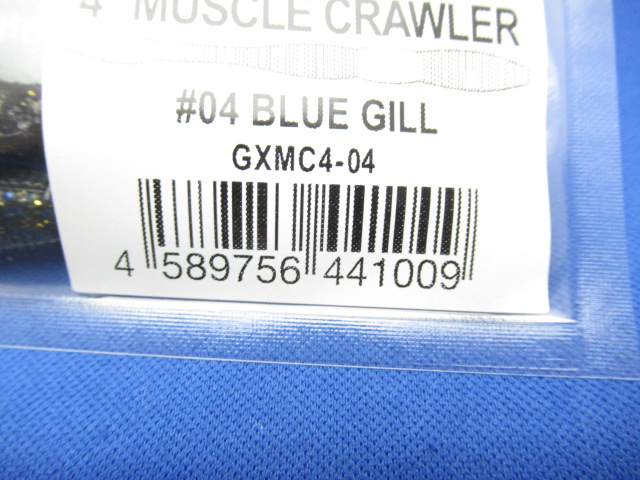 4" MUSCLE CRAWLER
#04 BLUE GILL
GXMC4-04
4 589756 441009